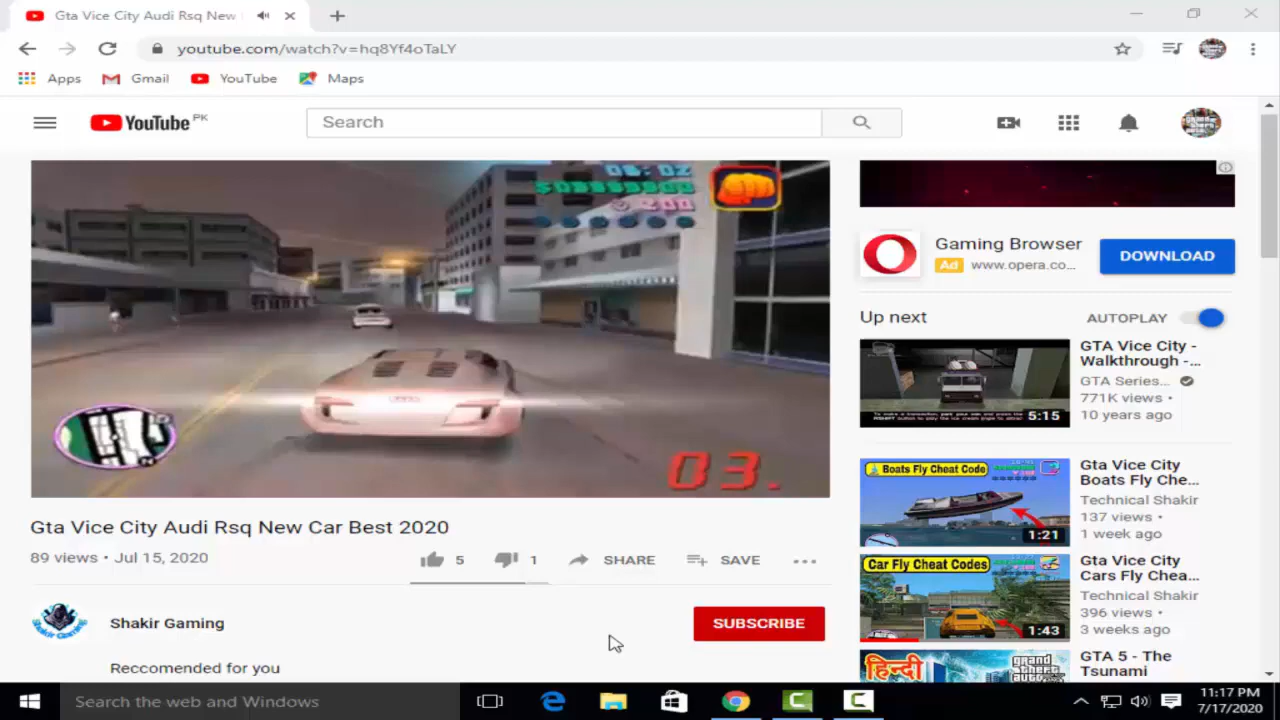 Gta Vice City Audi Rsq New
youtube.com/watch?v=hq8Yf4oTaLY
Apps Gmail YouTube Maps
YouTube PK
Search
03.
Gaming Browser
Ad www.opera.co...
DOWNLOAD
Up next
AUTOPLAY
GTA Vice City -
Walkthrough -...
GTA Series...
771K views •
10 years ago
5:15
Boats Fly Cheat Code
1:21
Gta Vice City
Boats Fly Che...
Technical Shakir
137 views •
1 week ago
Car Fly Cheat Codes
1:43
Gta Vice City
Cars Fly Chea...
Technical Shakir
396 views •
3 weeks ago
हिन्दी
grand
GTA 5 - The
Tsunami
Gta Vice City Audi Rsq New Car Best 2020
89 views • Jul 15, 2020
5 1 SHARE SAVE
Shakir Gaming
Shakir Gaming
SUBSCRIBE
Reccomended for you
Search the web and Windows
11:17 PM
7/17/2020